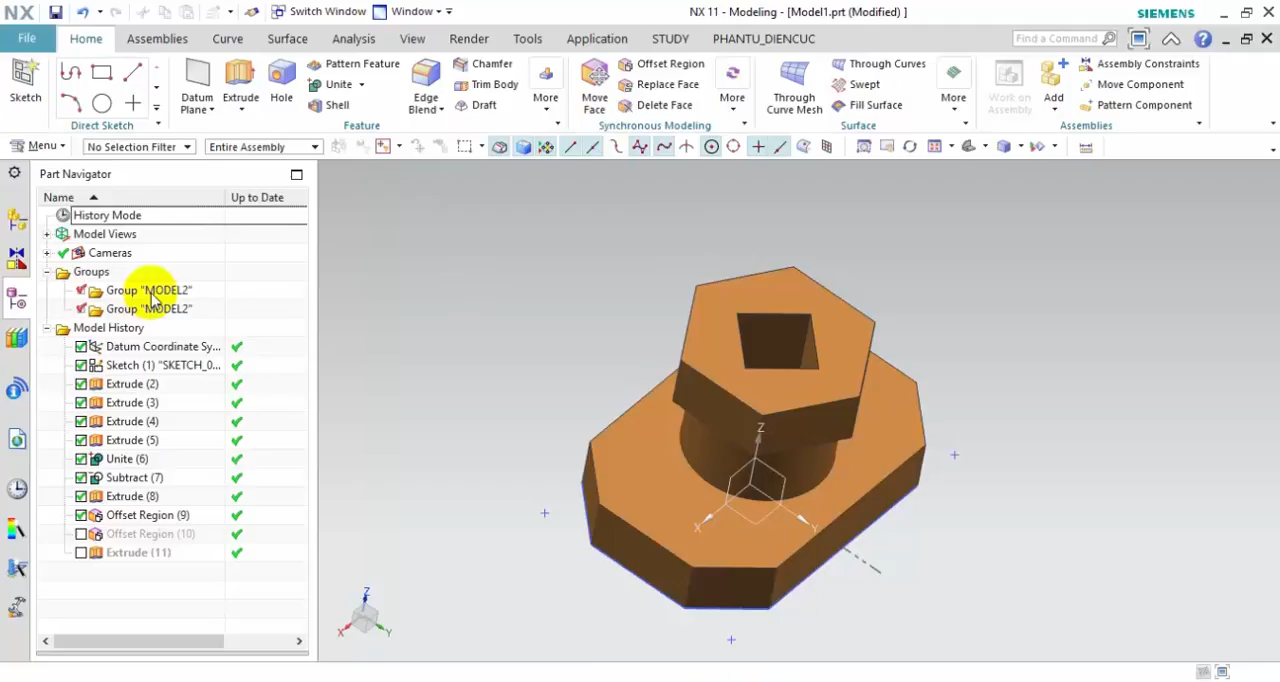 NX Switch Window Window NX 11 - Modeling - [Model1.prt (Modified) ] SIEMENS
File Home Assemblies Curve Surface Analysis View Render Tools Application STUDY PHANTU_DIENCUC Find a Command
Sketch
Direct Sketch
Datum Plane Extrude Hole
Pattern Feature
Unite
Shell
Edge Blend
Chamfer
Trim Body
Draft
More
Feature
Move Face
Offset Region
Replace Face
Delete Face
More
Synchronous Modeling
Through Curve Mesh
Through Curves
Swept
Fill Surface
More
Surface
Work on Assembly
Add
Assembly Constraints
Move Component
Pattern Component
Assemblies
Menu No Selection Filter Entire Assembly
Part Navigator
Name Up to Date
History Mode
Model Views
Cameras
Groups
Group "MODEL2"
Group "MODEL2"
Model History
Datum Coordinate Sy...
Sketch (1) "SKETCH_0...
Extrude (2)
Extrude (3)
Extrude (4)
Extrude (5)
Unite (6)
Subtract (7)
Extrude (8)
Offset Region (9)
Offset Region (10)
Extrude (11)
Z
X Y
Z
X Y